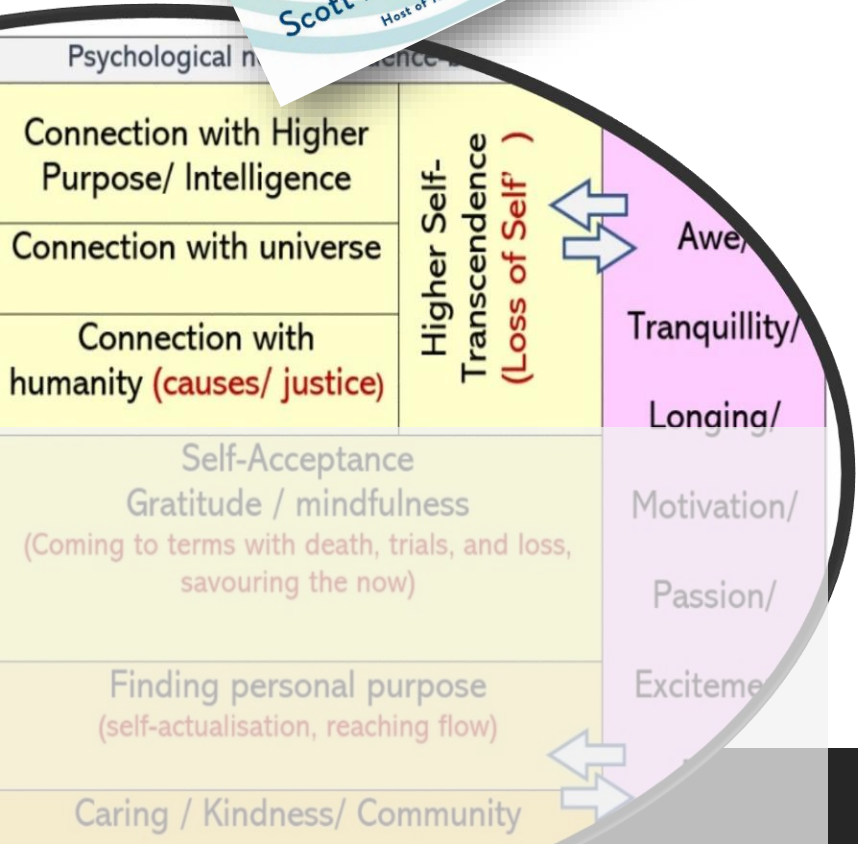 Scott
Host of
Psychological
Connection with Higher
Purpose/ Intelligence
Connection with universe
Connection with
humanity (causes/ justice)
Higher Self-
Transcendence
(Loss of Self' )
Awe/
Tranquillity/
Longing/
Motivation/
Passion/
Self-Acceptance
Gratitude / mindfulness
(Coming to terms with death, trials, and loss,
savouring the now)
Finding personal purpose
(self-actualisation, reaching flow)
Caring / Kindness/ Community